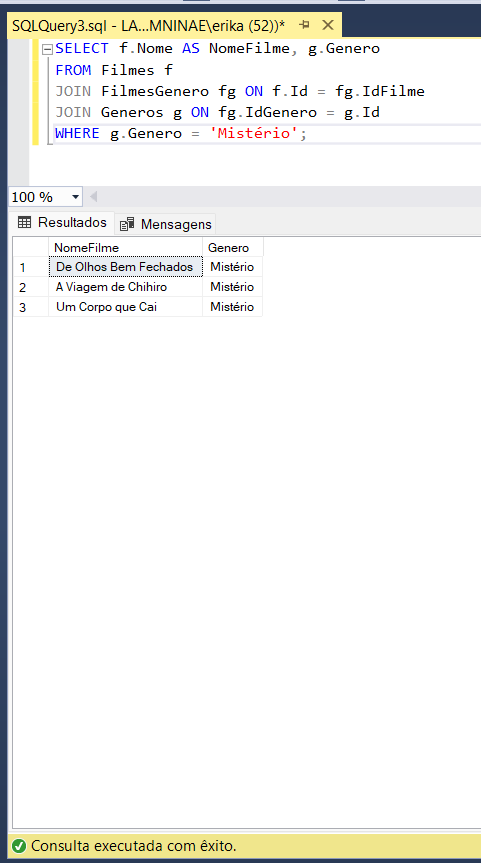 SQLQuery3.sql - LA...MNINAE\erika (52))*
SELECT f.Nome AS NomeFilme, g.Genero
FROM Filmes f
JOIN FilmesGenero fg ON f.Id = fg.IdFilme
JOIN Generos g ON fg.IdGenero = g.Id
WHERE g.Genero = 'Mistério';
100 %
Resultados Mensagens
NomeFilme Genero
1 De Olhos Bem Fechados Mistério
2 A Viagem de Chihiro Mistério
3 Um Corpo que Cai Mistério
Consulta executada com êxito.